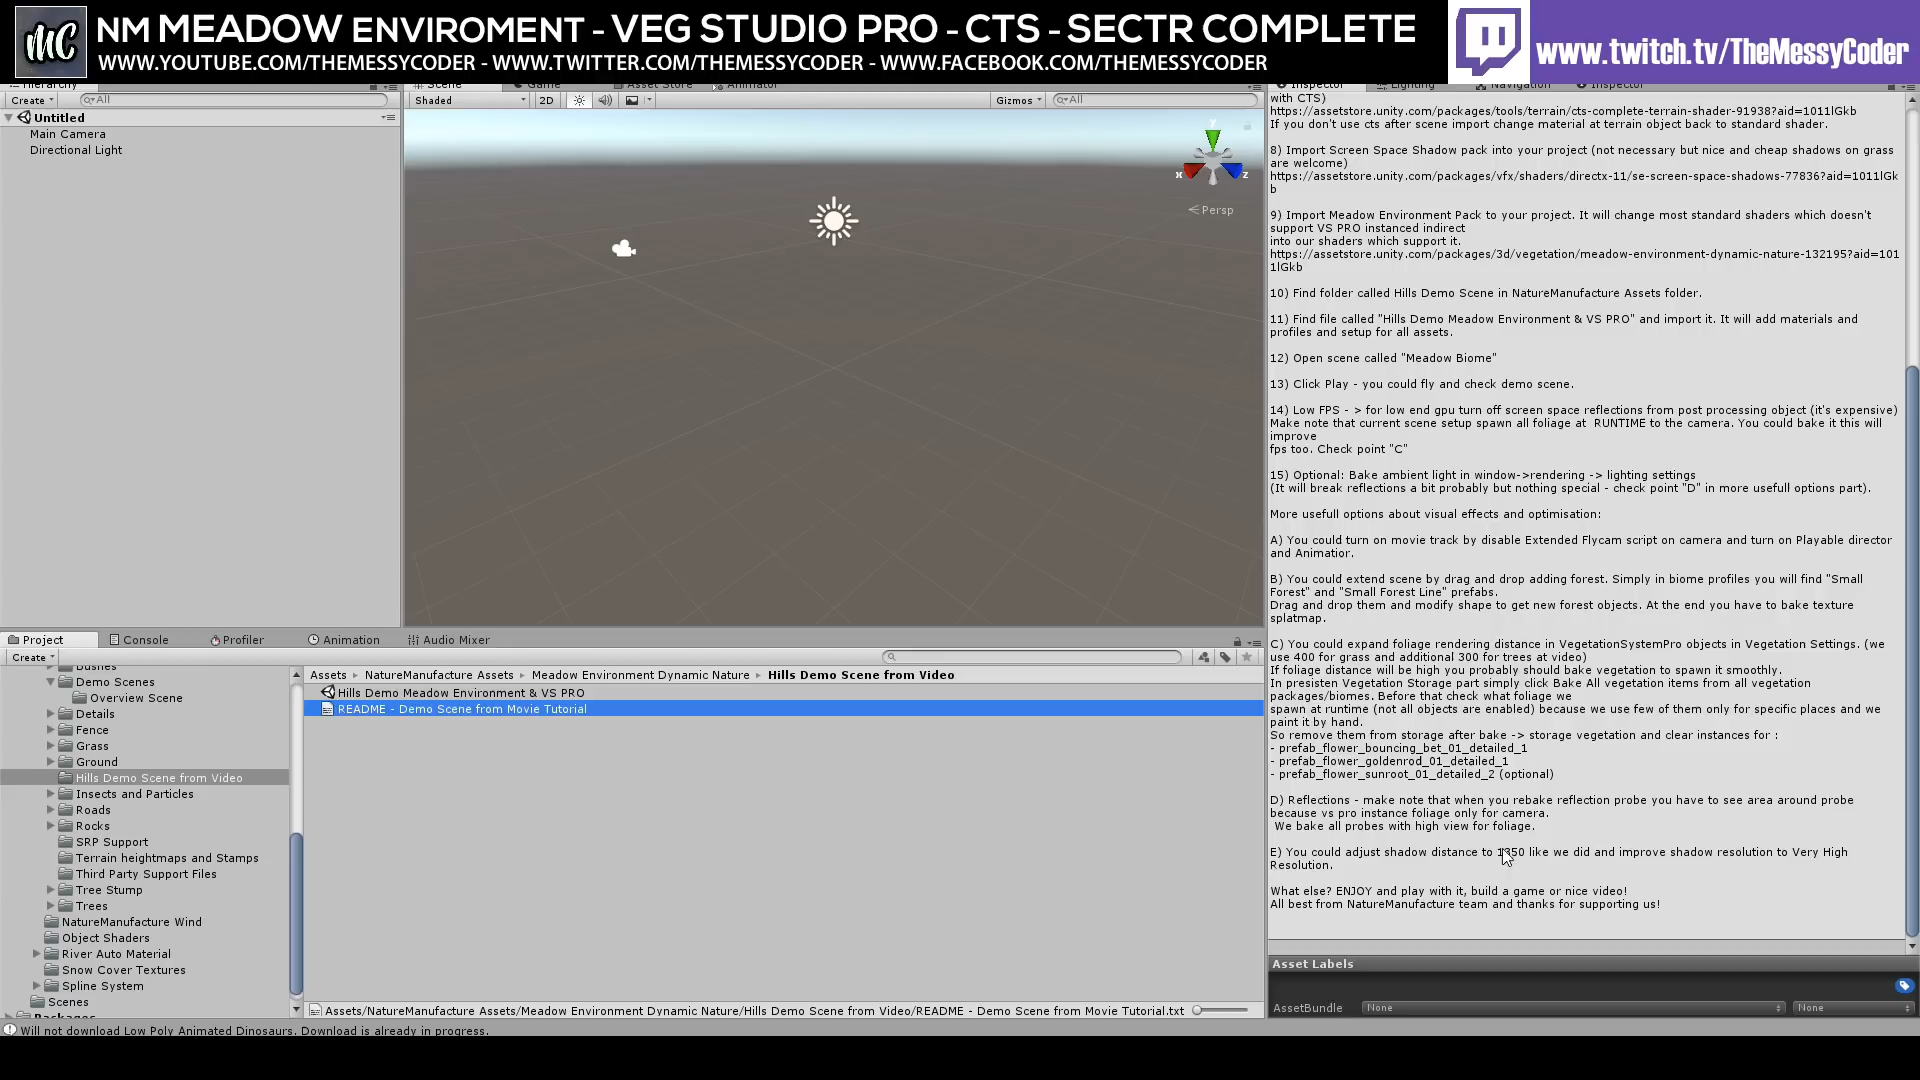 MC
NM MEADOW ENVIROMENT - VEG STUDIO PRO - CTS - SECTR COMPLETE
WWW.YOUTUBE.COM/THEMESSYCODER - WWW.TWITTER.COM/THEMESSYCODER - WWW.FACEBOOK.COM/THEMESSYCODER
www.twitch.tv/TheMessyCoder
Hierarchy
Create
All
Untitled
Main Camera
Directional Light
Scene
Game
Asset Store
Animator
Shaded
2D
Gizmos
All
y
x
z
Persp
Inspector
Lighting
Navigation
Inspector
with CTS)
https://assetstore.unity.com/packages/tools/terrain/cts-complete-terrain-shader-91938?aid=1011lGkb
If you don't use cts after scene import change material at terrain object back to standard shader.
8) Import Screen Space Shadow pack into your project (not necessary but nice and cheap shadows on grass
are welcome)
https://assetstore.unity.com/packages/vfx/shaders/directx-11/se-screen-space-shadows-77836?aid=1011lGk
b
9) Import Meadow Environment Pack to your project. It will change most standard shaders which doesn't
support VS PRO instanced indirect
into our shaders which support it.
https://assetstore.unity.com/packages/3d/vegetation/meadow-environment-dynamic-nature-132195?aid=101
1lGkb
10) Find folder called Hills Demo Scene in NatureManufacture Assets folder.
11) Find file called "Hills Demo Meadow Environment & VS PRO" and import it. It will add materials and
profiles and setup for all assets.
12) Open scene called "Meadow Biome"
13) Click Play - you could fly and check demo scene.
14) Low FPS - > for low end gpu turn off screen space reflections from post processing object (it's expensive)
Make note that current scene setup spawn all foliage at  RUNTIME to the camera. You could bake it this will
improve
fps too. Check point "C"
15) Optional: Bake ambient light in window->rendering -> lighting settings
(It will break reflections a bit probably but nothing special - check point "D" in more usefull options part).
More usefull options about visual effects and optimisation:
A) You could turn on movie track by disable Extended Flycam script on camera and turn on Playable director
and Animatior.
B) You could extend scene by drag and drop adding forest. Simply in biome profiles you will find "Small
Forest" and "Small Forest Line" prefabs.
Drag and drop them and modify shape to get new forest objects. At the end you have to bake texture
splatmap.
C) You could expand foliage rendering distance in VegetationSystemPro objects in Vegetation Settings. (we
use 400 for grass and additional 300 for trees at video)
If foliage distance will be high you probably should bake vegetation to spawn it smoothly.
In presisten Vegetation Storage part simply click Bake All vegetation items from all vegetation
packages/biomes. Before that check what foliage we
spawn at runtime (not all objects are enabled) because we use few of them only for specific places and we
paint it by hand.
So remove them from storage after bake -> storage vegetation and clear instances for :
- prefab_flower_bouncing_bet_01_detailed_1
- prefab_flower_goldenrod_01_detailed_1
- prefab_flower_sunroot_01_detailed_2 (optional)
D) Reflections - make note that when you rebake reflection probe you have to see area around probe
because vs pro instance foliage only for camera.
We bake all probes with high view for foliage.
E) You could adjust shadow distance to like we did and improve shadow resolution to Very High
Resolution.
What else? ENJOY and play with it, build a game or nice video!
All best from NatureManufacture team and thanks for supporting us!
Asset Labels
AssetBundle
None
None
Project
Console
Profiler
Animation
Audio Mixer
Create
Bushes
Demo Scenes
Overview Scene
Details
Fence
Grass
Ground
Hills Demo Scene from Video
Insects and Particles
Roads
Rocks
SRP Support
Terrain heightmaps and Stamps
Third Party Support Files
Tree Stump
Trees
NatureManufacture Wind
Object Shaders
River Auto Material
Snow Cover Textures
Spline System
Scenes
Packages
Assets
NatureManufacture Assets
Meadow Environment Dynamic Nature
Hills Demo Scene from Video
Hills Demo Meadow Environment & VS PRO
README - Demo Scene from Movie Tutorial
Assets/NatureManufacture Assets/Meadow Environment Dynamic Nature/Hills Demo Scene from Video/README - Demo Scene from Movie Tutorial.txt
Will not download Low Poly Animated Dinosaurs. Download is already in progress.